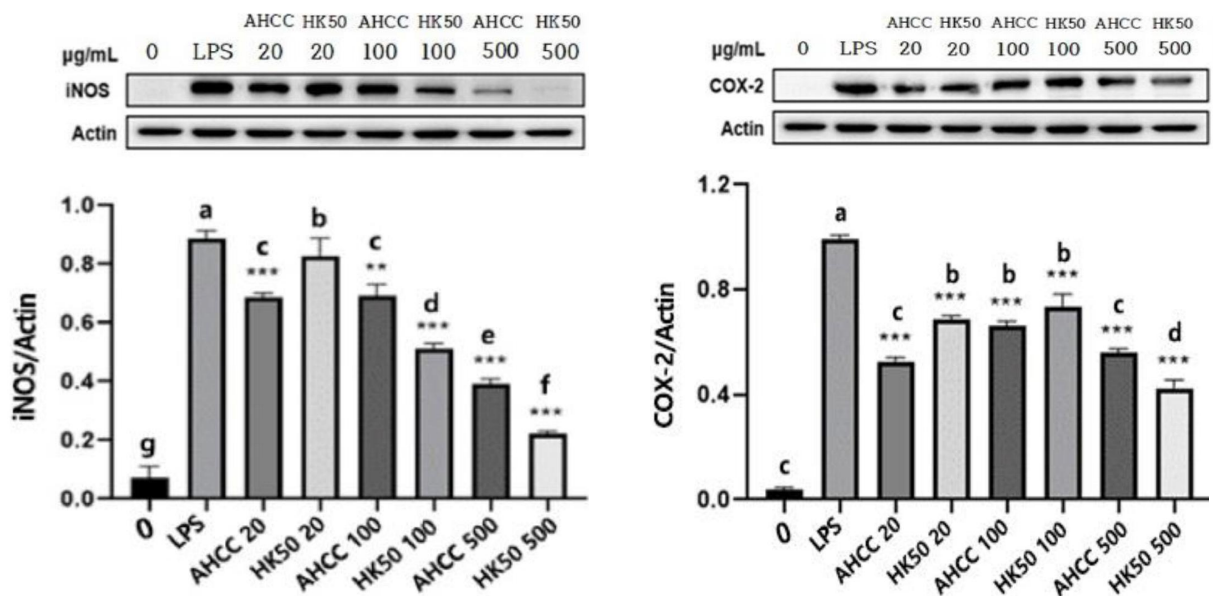 AHCC HK50 AHCC HK50 AHCC HK50
μg/mL 0 LPS 20 20 100 100 500 500
iNOS
Actin
1.0
0.8
0.6
0.4
0.2
0.0
iNOS/Actin
g
a
c
***
b
c
**
d
***
e
***
f
***
0 LPS AHCC 20 HK50 20 AHCC 100 HK50 100 AHCC 500 HK50 500
AHCC HK50 AHCC HK50 AHCC HK50
μg/mL 0 LPS 20 20 100 100 500 500
COX-2
Actin
1.2
0.8
0.4
0.0
COX-2/Actin
c
a
c
***
b
***
b
***
b
***
c
***
d
***
0 LPS AHCC 20 HK50 20 AHCC 100 HK50 100 AHCC 500 HK50 500